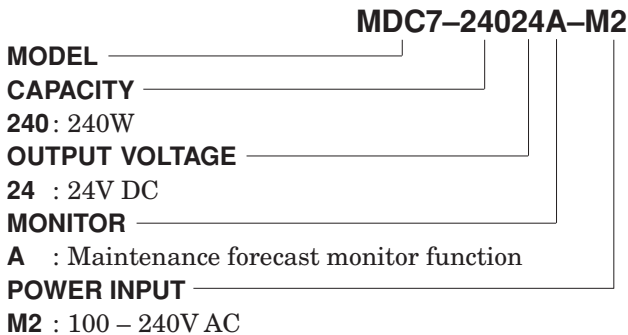 MDC7–24024A–M2
MODEL
CAPACITY
240 : 240W
OUTPUT VOLTAGE
24 : 24V DC
MONITOR
A : Maintenance forecast monitor function
POWER INPUT
M2 : 100 – 240V AC